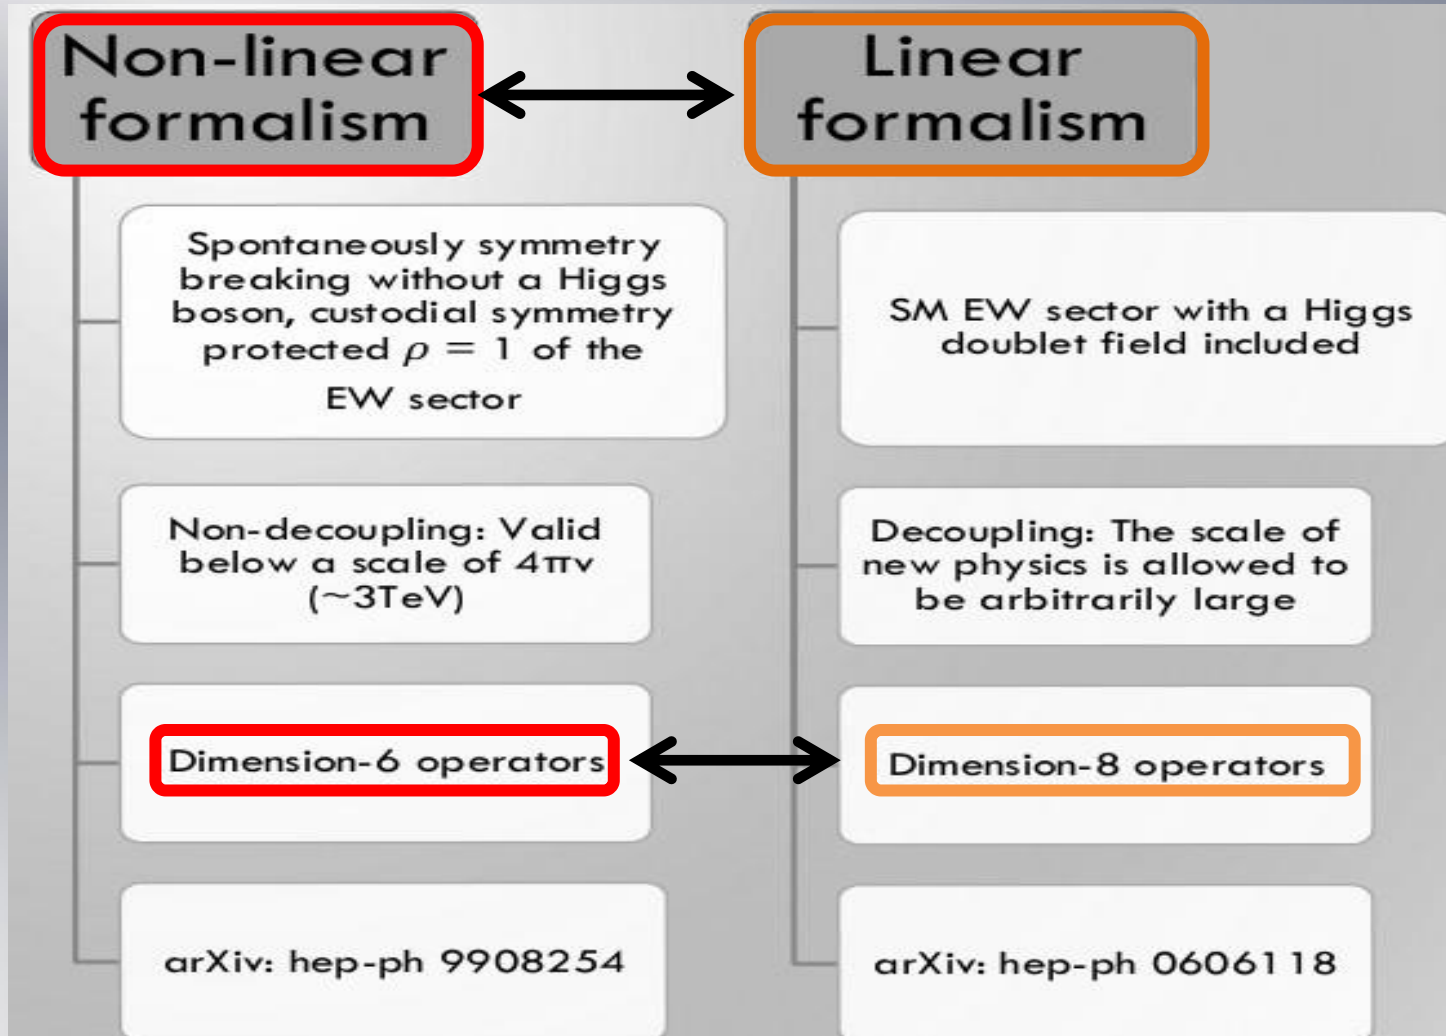 Non-linear
formalism
Spontaneously symmetry
breaking without a Higgs
boson, custodial symmetry
protected ρ = 1 of the
EW sector
Non-decoupling: Valid
below a scale of 4πv
(~3TeV)
Dimension-6 operators
arXiv: hep-ph 9908254
Linear
formalism
SM EW sector with a Higgs
doublet field included
Decoupling: The scale of
new physics is allowed to
be arbitrarily large
Dimension-8 operators
arXiv: hep-ph 0606118